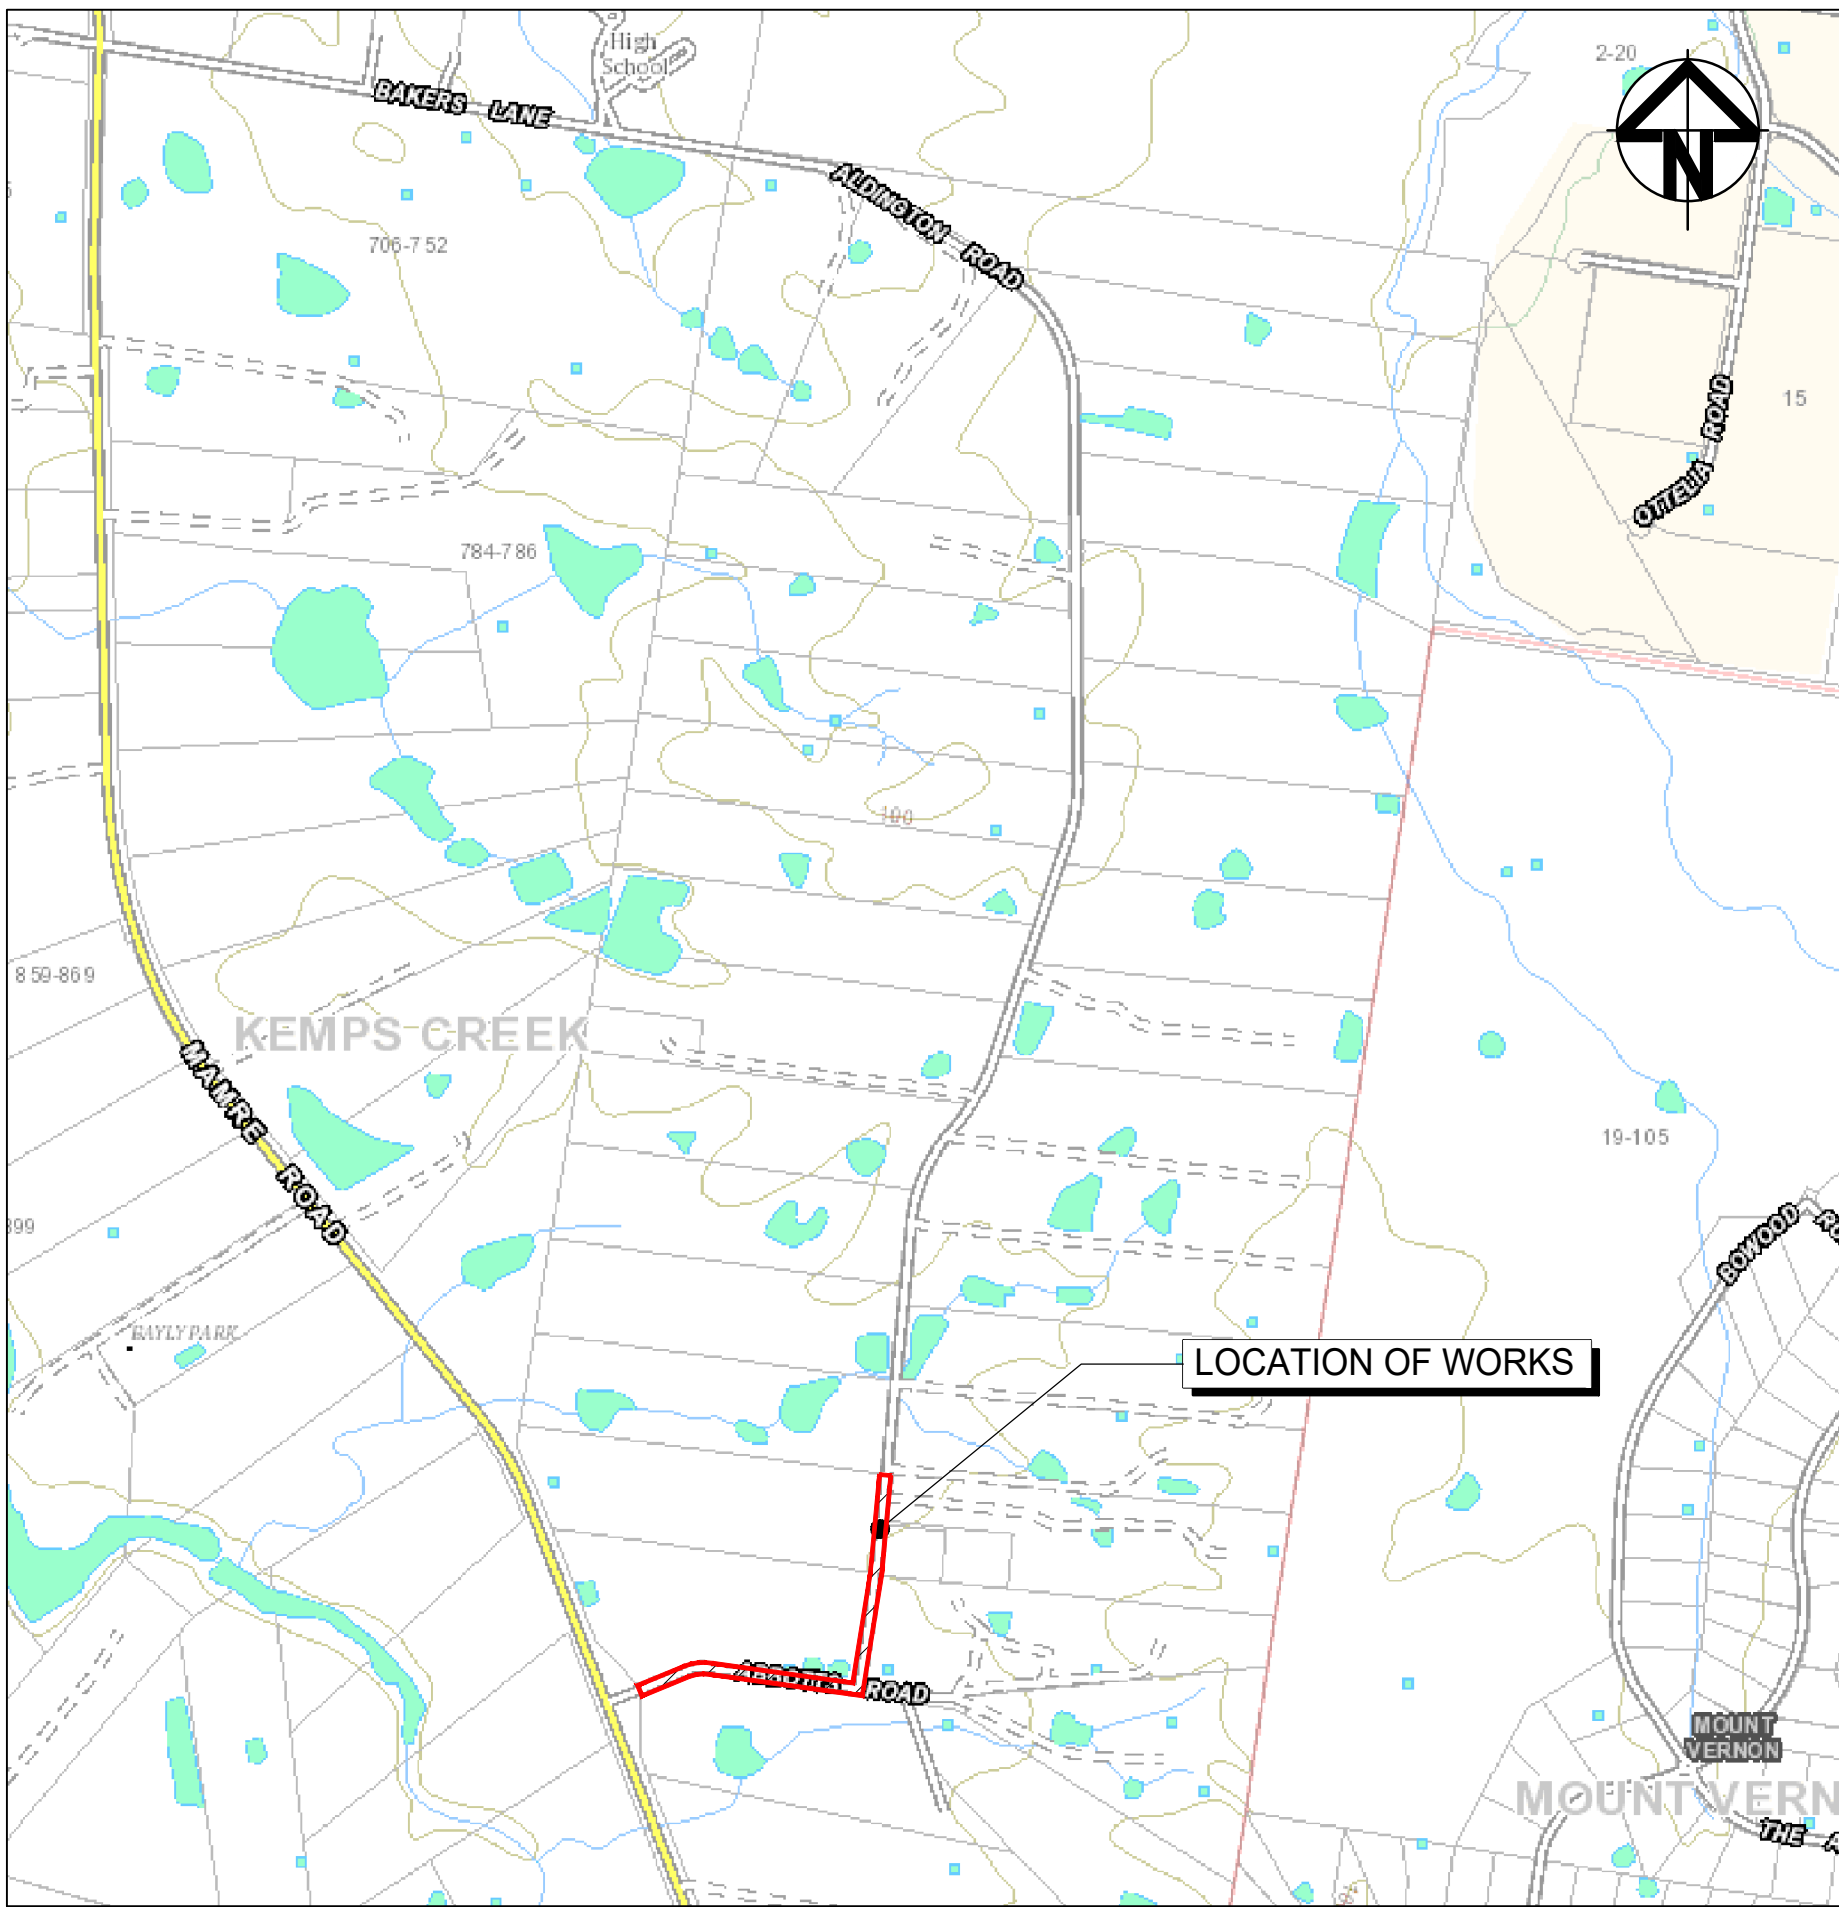 High
School
2-20
BAKERS LANE
N
ALDINGTON ROAD
706-752
15
OTTELIA ROAD
784-786
100
859-869
KEMPS CREEK
MAMRE ROAD
19-105
399
BOWOOD
BAYLY PARK
LOCATION OF WORKS
ROAD
MOUNT
VERNON
MOUNT VERN
THE